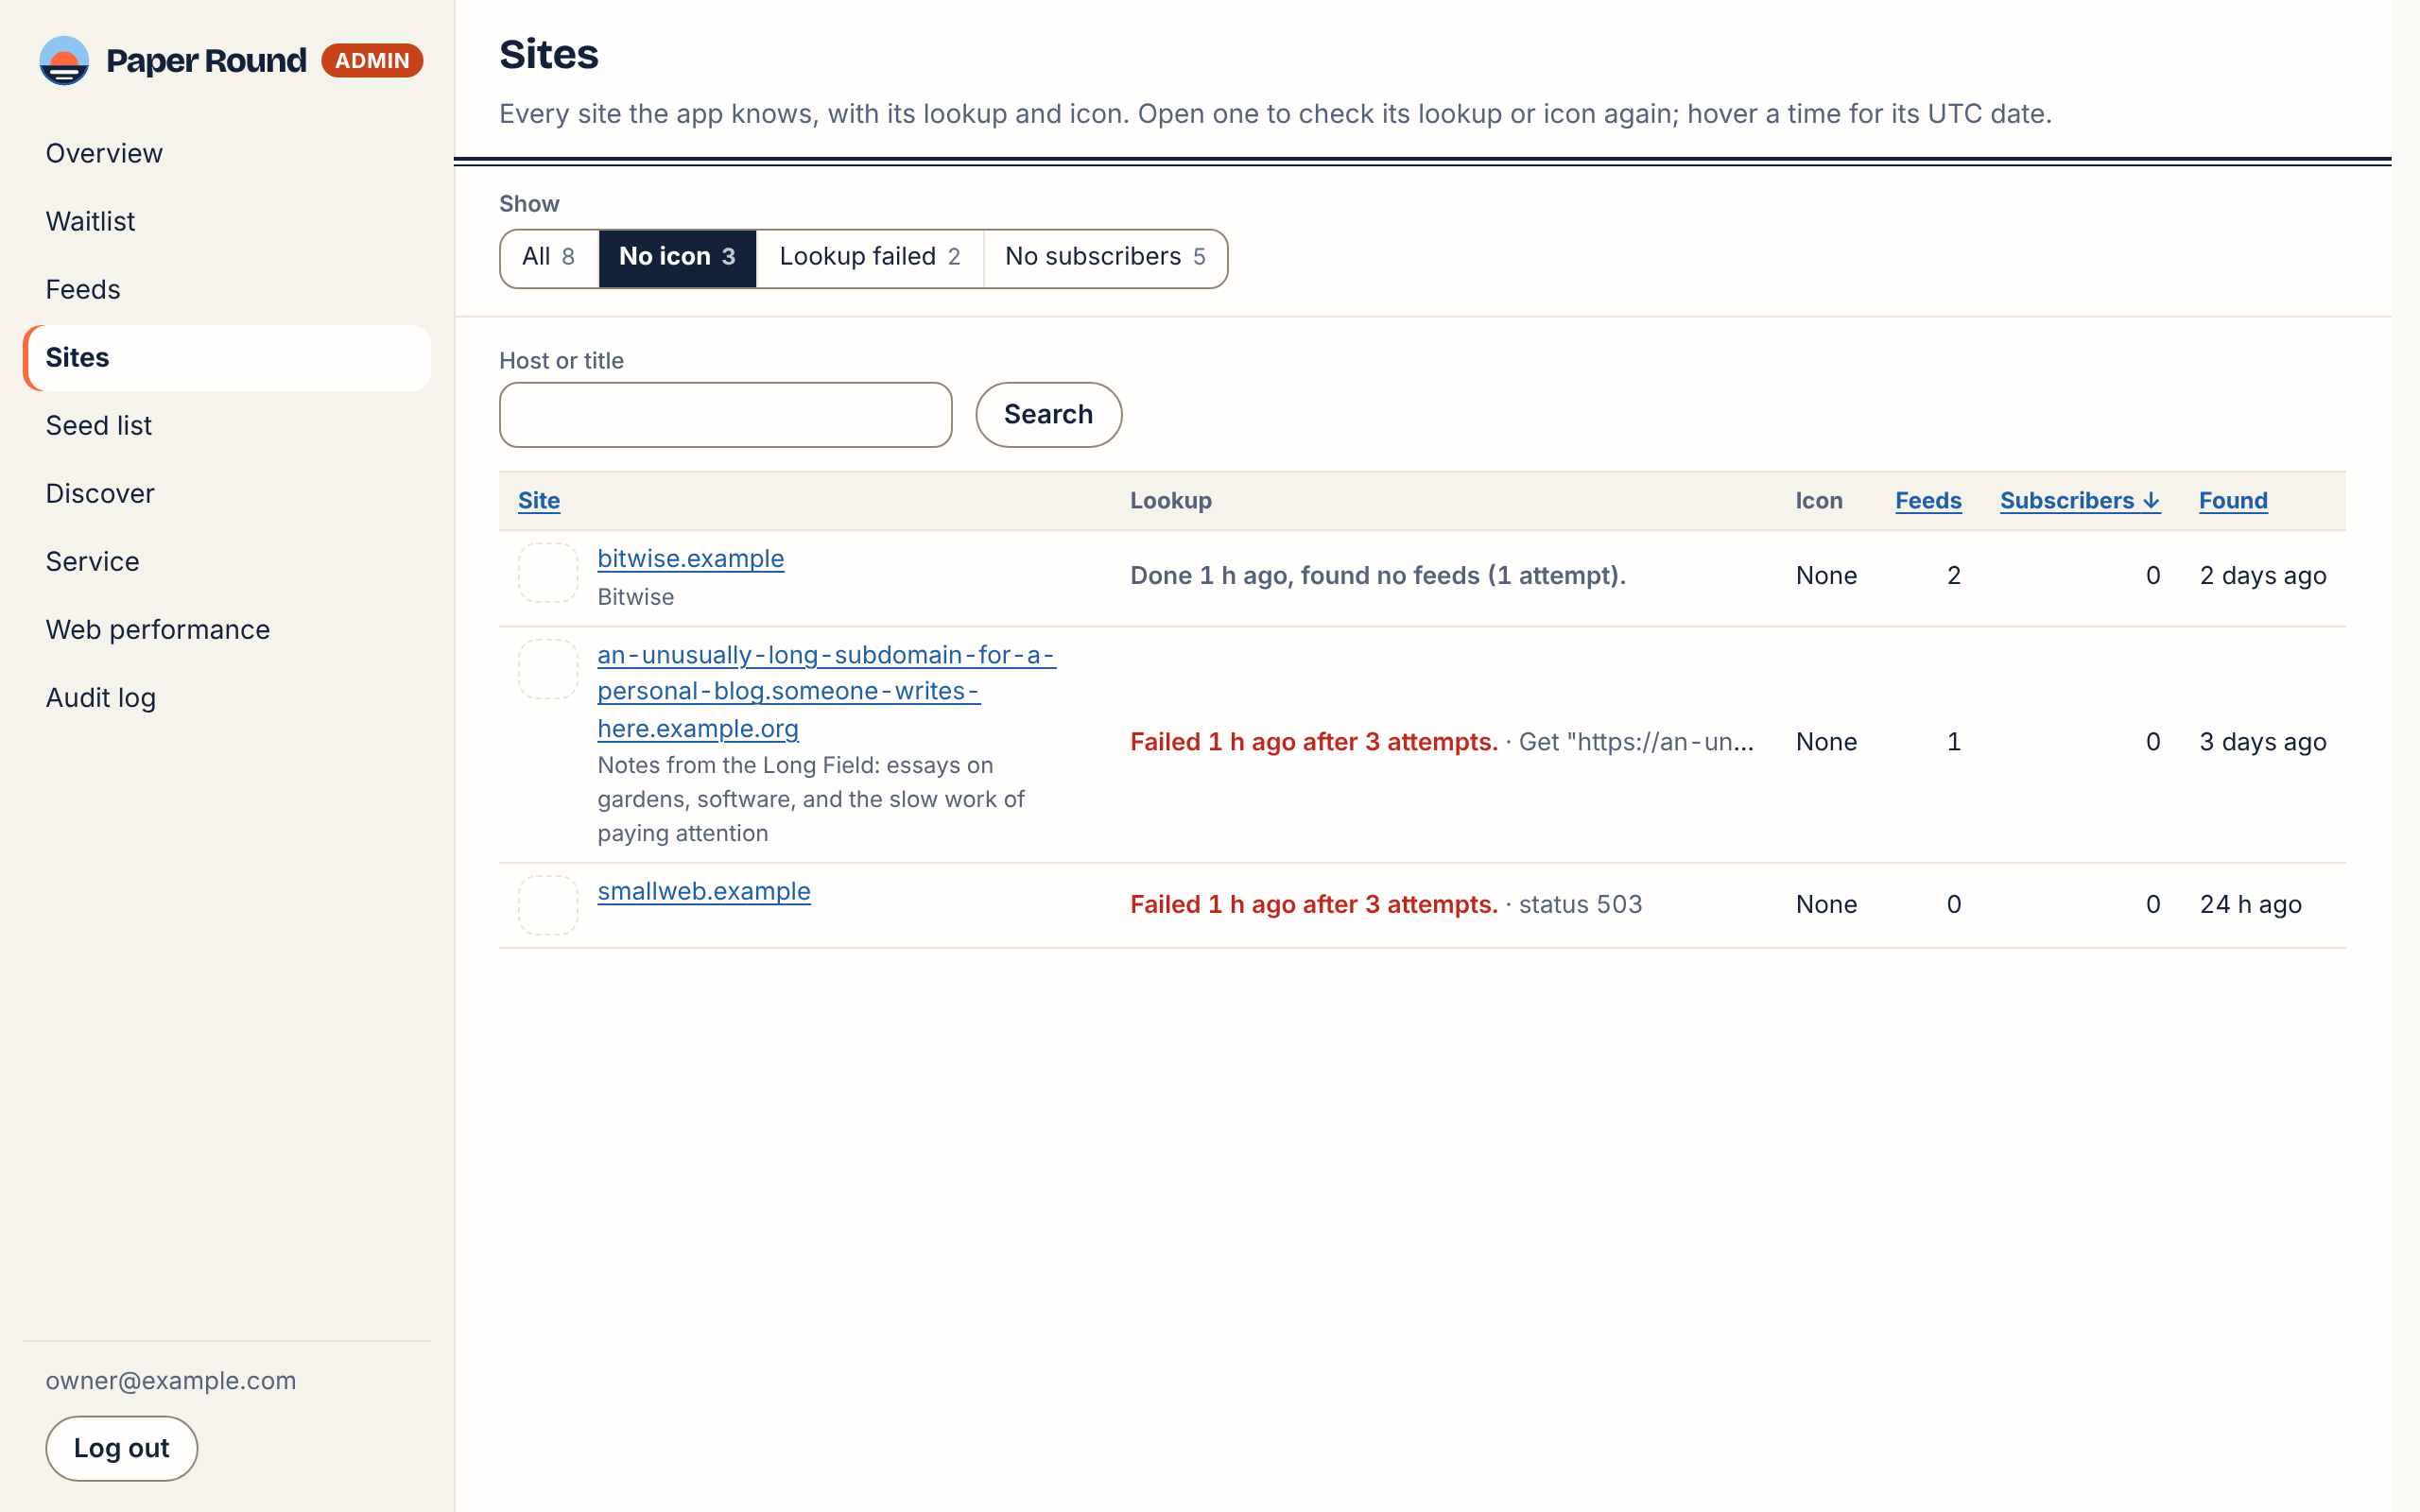 Paper Round ADMIN
Overview
Waitlist
Feeds
Sites
Seed list
Discover
Service
Web performance
Audit log
owner@example.com
Log out
Sites
Every site the app knows, with its lookup and icon. Open one to check its lookup or icon again; hover a time for its UTC date.
Show
All 8 No icon 3 Lookup failed 2 No subscribers 5
Host or title
Search
Site Lookup Icon Feeds Subscribers ↓ Found
bitwise.example
Bitwise
Done 1 h ago, found no feeds (1 attempt). None 2 0 2 days ago
an-unusually-long-subdomain-for-a-
personal-blog.someone-writes-
here.example.org
Notes from the Long Field: essays on
gardens, software, and the slow work of
paying attention
Failed 1 h ago after 3 attempts. · Get "https://an-un... None 1 0 3 days ago
smallweb.example
Failed 1 h ago after 3 attempts. · status 503 None 0 0 24 h ago